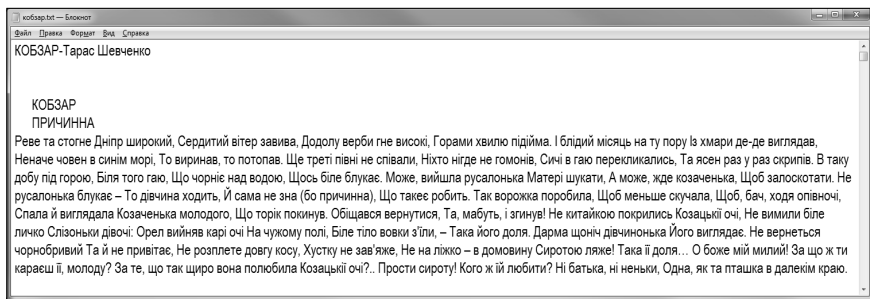 кобзар.txt — Блокнот
Файл Правка Формат Вид Справка
КОБЗАР-Тарас Шевченко
КОБЗАР
ПРИЧИННА
Реве та стогне Дніпр широкий, Сердитий вітер завива, Додолу верби гне високі, Горами хвилю підійма. І блідий місяць на ту пору Із хмари де-де виглядав,
Неначе човен в синім морі, То виринав, то потопав. Ще треті півні не співали, Ніхто нігде не гомонів, Сичі в гаю перекликались, Та ясен раз у раз скрипів. В таку
добу під горою, Біля того гаю, Що чорніє над водою, Щось біле блукає. Може, вийшла русалонька Матері шукати, А може, жде козаченька, Щоб залоскотати. Не
русалонька блукає – То дівчина ходить, Й сама не зна (бо причинна), Що такеє робить. Так ворожка поробила, Щоб меньше скучала, Щоб, бач, ходя опівночі,
Спала й виглядала Козаченька молодого, Що торік покинув. Обіщався вернутися, Та, мабуть, і згинув! Не китайкою покрились Козацькії очі, Не вимили біле
личко Слізоньки дівочі: Орел вийняв карі очі На чужому полі, Біле тіло вовки з'їли, – Така його доля. Дарма щоніч дівчинонька Його виглядає. Не вернеться
чорнобривий Та й не привітає, Не розплете довгу косу, Хустку не зав'яже, Не на ліжко – в домовину Сиротою ляже! Така її доля… О боже мій милий! За що ж ти
караєш її, молоду? За те, що так щиро вона полюбила Козацькії очі?.. Прости сироту! Кого ж їй любити? Ні батька, ні неньки, Одна, як та пташка в далекім краю.